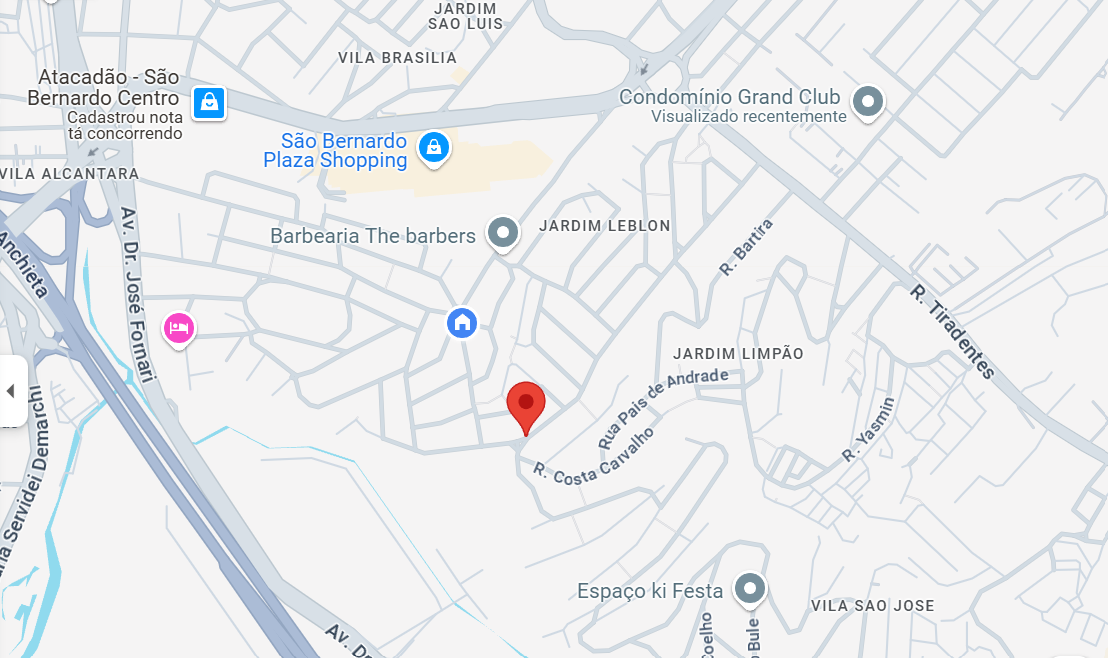 JARDIM
SAO LUIS
VILA BRASILIA
Atacadão - São
Bernardo Centro
Cadastrou nota
tá concorrendo
Condomínio Grand Club
Visualizado recentemente
São Bernardo
Plaza Shopping
VILA ALCANTARA
Av. Dr. José Fornari
Anchieta
Barbearia The barbers
JARDIM LEBLON
R. Bartira
R. Tiradentes
JARDIM LIMPÃO
Rua Pais de Andrade
R. Costa Carvalho
R. Yasmin
Servidei Demarchi
Espaço ki Festa
VILA SAO JOSE
Coelho
Bule
Av. Dr